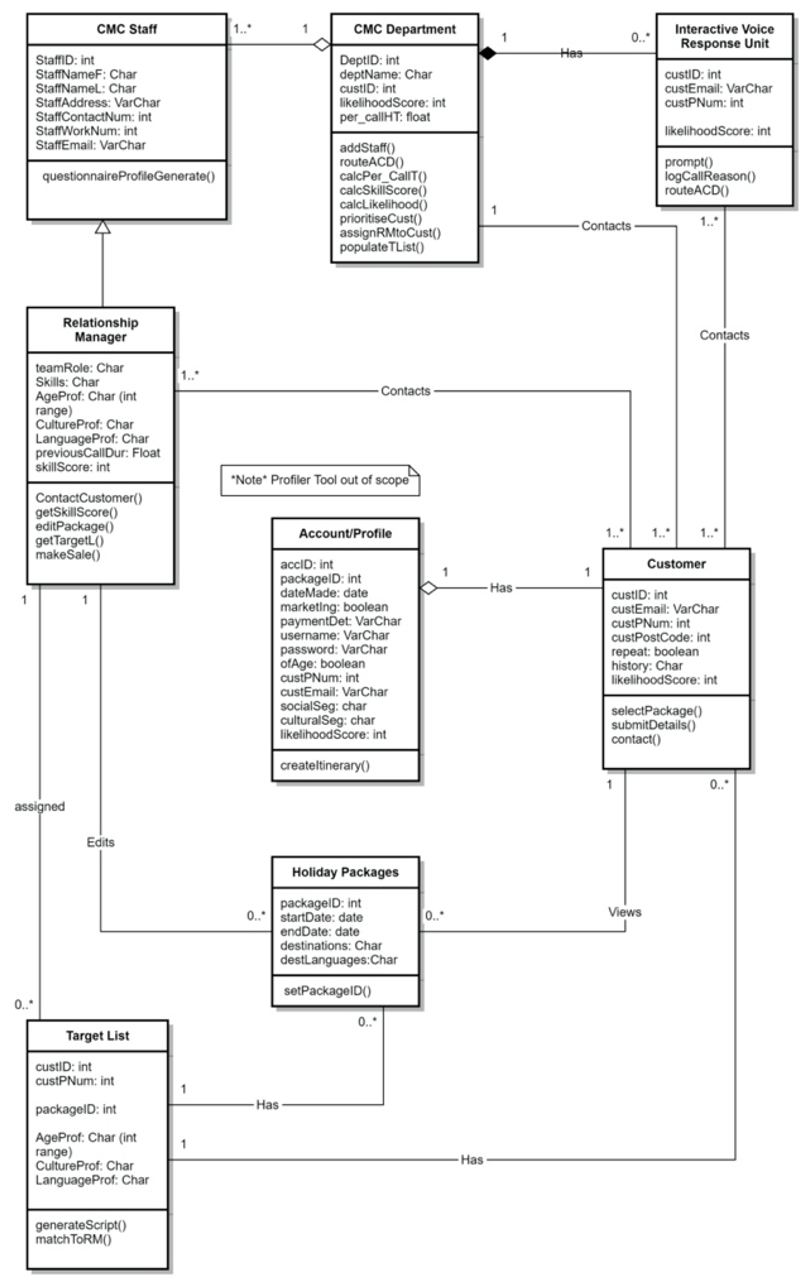 CMC Staff
StaffID: int
StaffNameF: Char
StaffNameL: Char
StaffAddress: VarChar
StaffContactNum: int
StaffWorkNum: int
StaffEmail: VarChar
questionnaireProfileGenerate()
1..*
1
CMC Department
DeptID: int
deptName: Char
custID: int
likelihoodScore: int
per_callHT: float
addStaff()
routeACD()
calcPer_CallT()
calcSkillScore()
calcLikelihood()
prioritiseCust()
assignRMtoCust()
populateTList()
1
Has
0..*
Interactive Voice
Response Unit
custID: int
custEmail: VarChar
custPNum: int
likelihoodScore: int
prompt()
logCallReason()
routeACD()
1
Contacts
1..*
Contacts
Relationship
Manager
teamRole: Char
Skills: Char
AgeProf: Char (int
range)
CultureProf: Char
LanguageProf: Char
previousCallDur: Float
skillScore: int
ContactCustomer()
getSkillScore()
editPackage()
getTargetL()
makeSale()
1..*
Contacts
*Note* Profiler Tool out of scope
1..*
1..*
1..*
Account/Profile
accID: int
packageID: int
dateMade: date
marketIng: boolean
paymentDet: VarChar
username: VarChar
password: VarChar
ofAge: boolean
custPNum: int
custEmail: VarChar
socialSeg: char
culturalSeg: char
likelihoodScore: int
createItinerary()
1
Has
1
Customer
custID: int
custEmail: VarChar
custPNum: int
custPostCode: int
repeat: boolean
history: Char
likelihoodScore: int
selectPackage()
submitDetails()
contact()
1
1
1
0..*
assigned
Edits
Holiday Packages
packageID: int
startDate: date
endDate: date
destinations: Char
destLanguages:Char
setPackageID()
0..*
0..*
Views
0..*
0..*
Target List
custID: int
custPNum: int
packageID: int
AgeProf: Char (int
range)
CultureProf: Char
LanguageProf: Char
generateScript()
matchToRM()
1
Has
1
Has